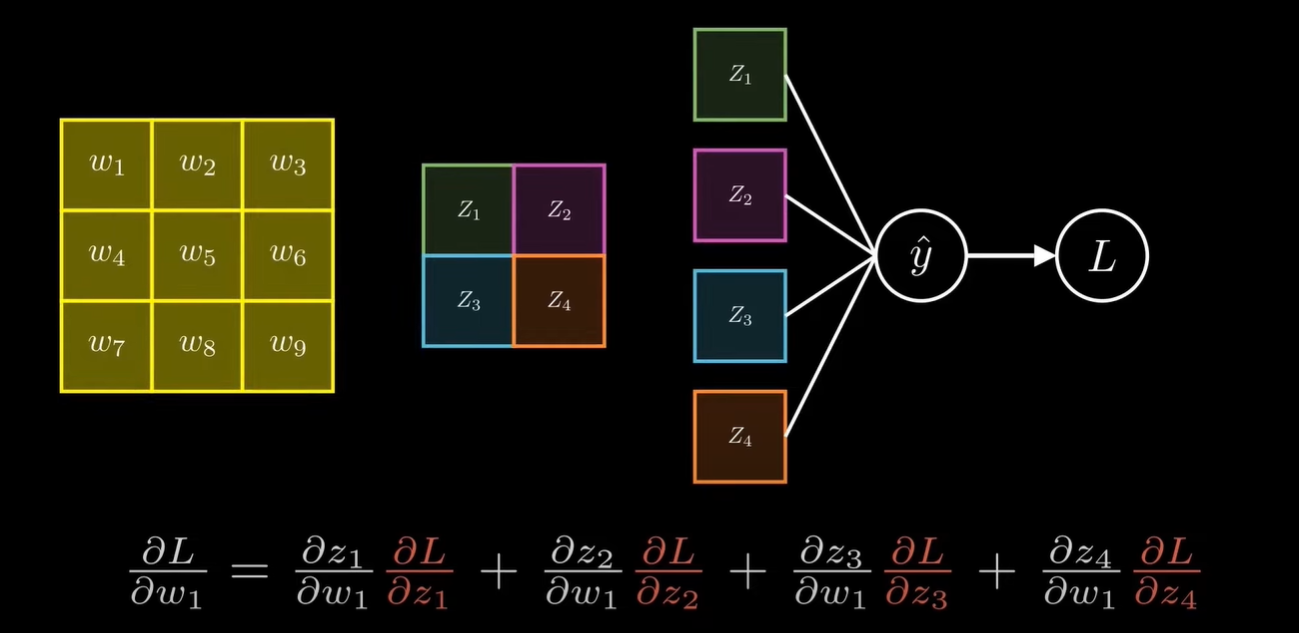 w₁ w₂ w₃
w₄ w₅ w₆
w₇ w₈ w₉
z₁ z₂
z₃ z₄
z₁
z₂
z₃
z₄
ŷ
L
∂L/∂w₁ = ∂z₁/∂w₁ ∂L/∂z₁ + ∂z₂/∂w₁ ∂L/∂z₂ + ∂z₃/∂w₁ ∂L/∂z₃ + ∂z₄/∂w₁ ∂L/∂z₄